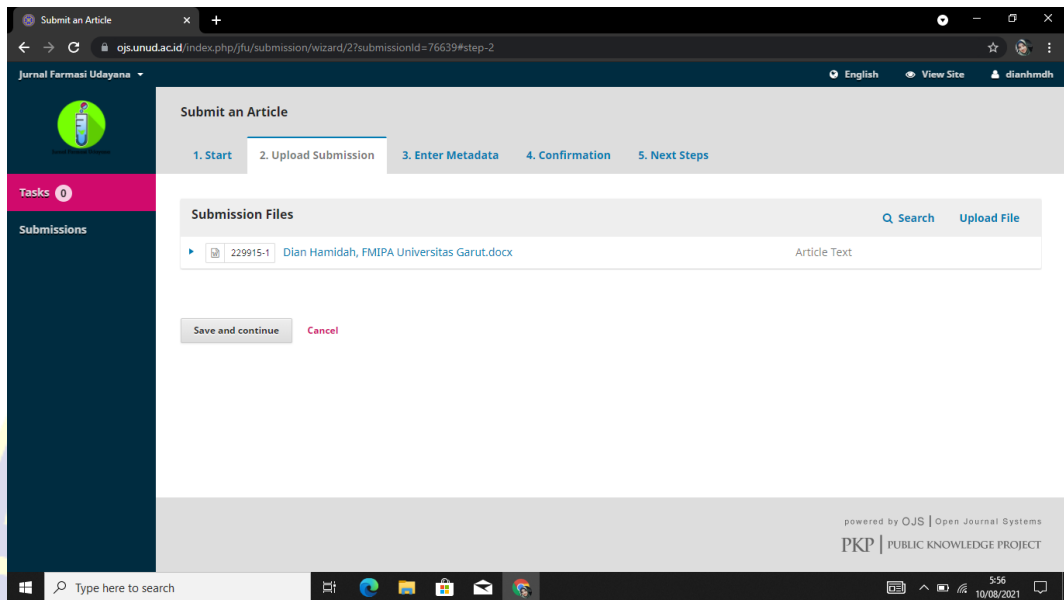 Submit an Article
ojs.unud.ac.id/index.php/jfu/submission/wizard/2?submissionId=76639#step-2
Jurnal Farmasi Udayana
English
View Site
dianhmdh
Submit an Article
1. Start
2. Upload Submission
3. Enter Metadata
4. Confirmation
5. Next Steps
Tasks 0
Submissions
Submission Files
Search
Upload File
229915-1 Dian Hamidah, FMIPA Universitas Garut.docx
Article Text
Save and continue
Cancel
powered by OJS | Open Journal Systems
PKP | PUBLIC KNOWLEDGE PROJECT
Type here to search
5:56
10/08/2021